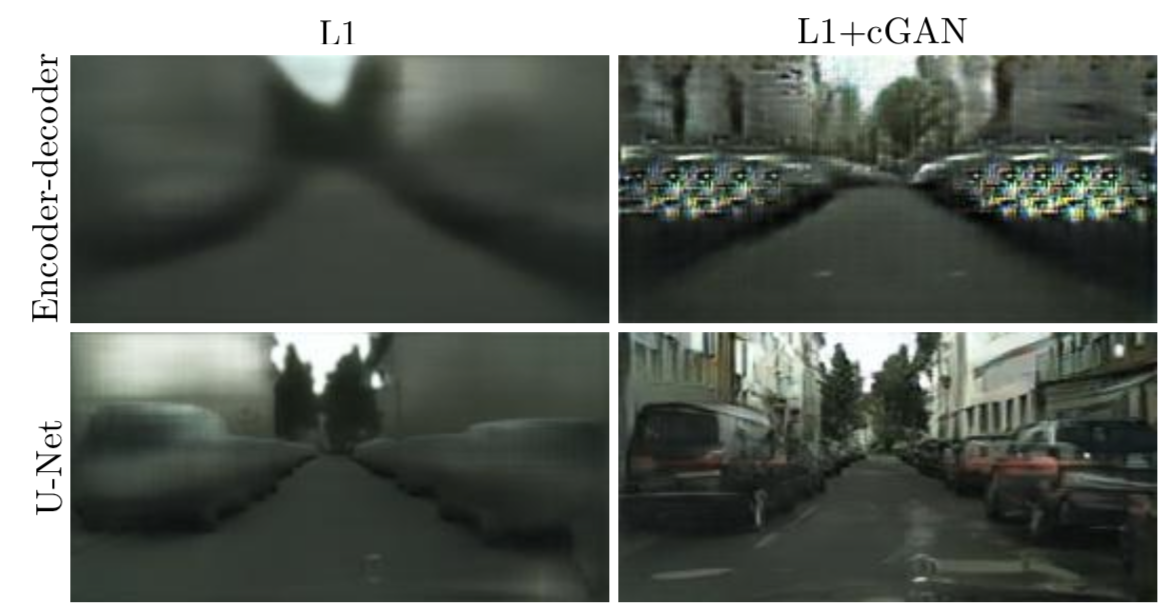 L1
L1+cGAN
Encoder-decoder
U-Net